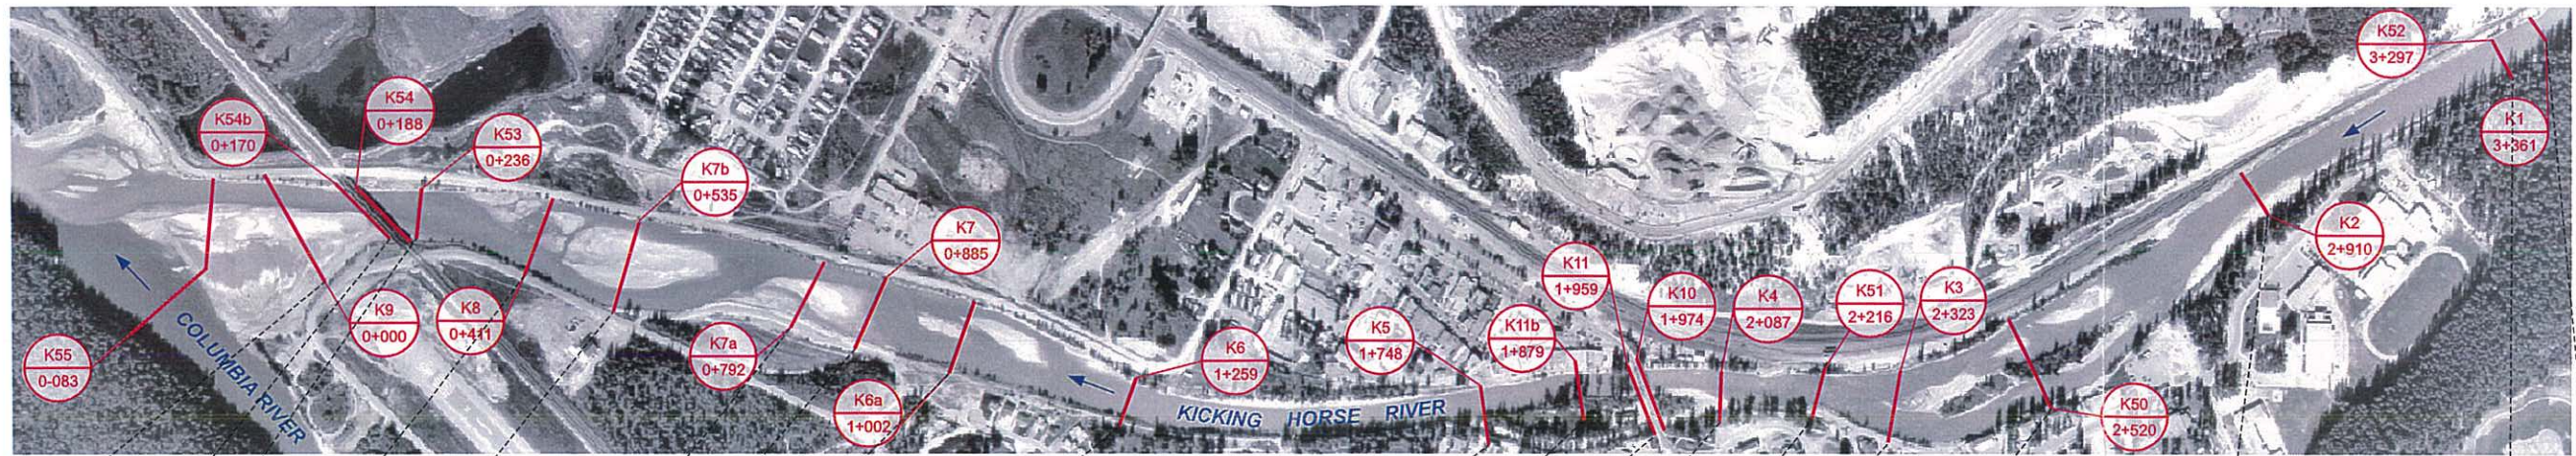 K54b
0+170
K54
0+188
K53
0+236
K7b
0+535
K7
0+885
K52
3+297
K1
3+361
K2
2+910
K55
0-083
COLUMBIA RIVER
K9
0+000
K8
0+411
K7a
0+792
K6a
1+002
K6
1+259
KICKING HORSE RIVER
K5
1+748
K11b
1+879
K11
1+959
K10
1+974
K4
2+087
K51
2+216
K3
2+323
K50
2+520